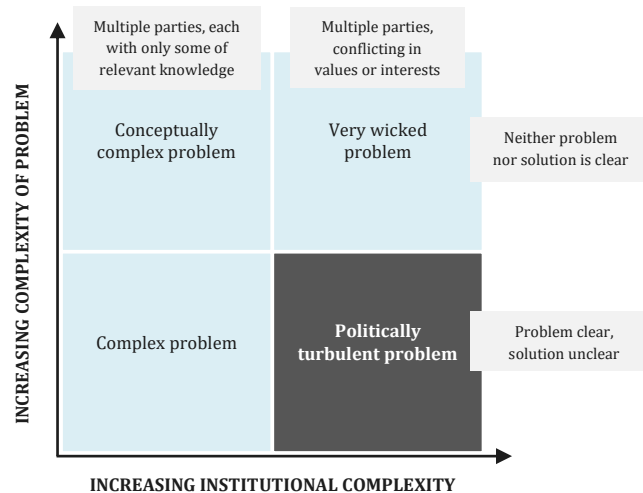 Multiple parties, each
with only some of
relevant knowledge
Multiple parties,
conflicting in
values or interests
INCREASING COMPLEXITY OF PROBLEM
Conceptually
complex problem
Very wicked
problem
Neither problem
nor solution is clear
Complex problem
Politically
turbulent problem
Problem clear,
solution unclear
INCREASING INSTITUTIONAL COMPLEXITY